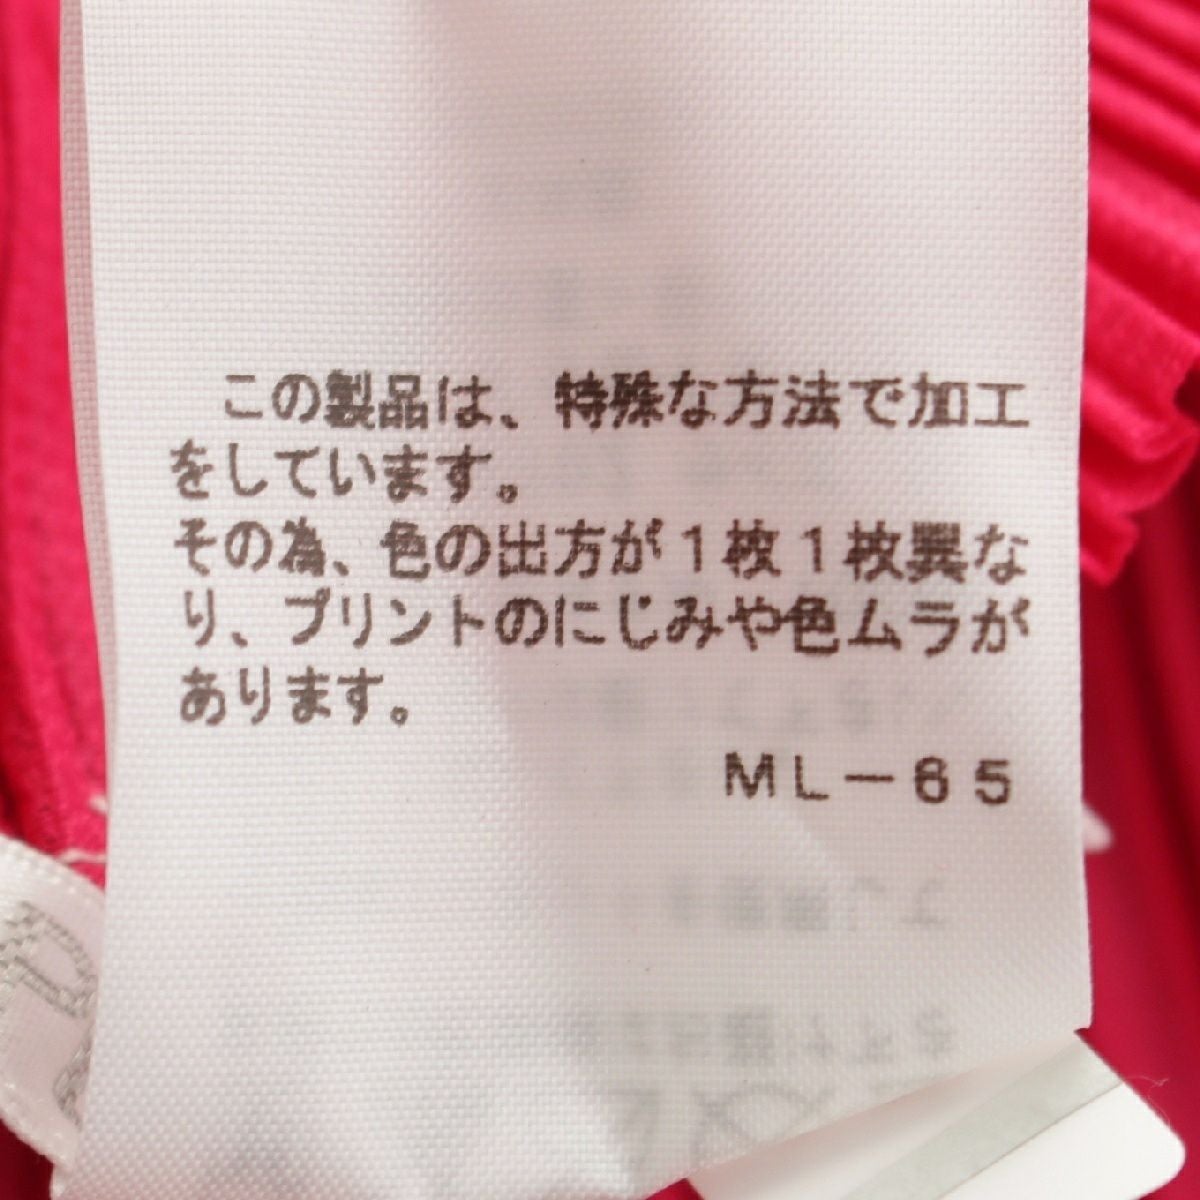 この製品は、特殊な方法で加工
をしています。
その為、色の出方が1枚1枚異な
り、プリントのにじみや色ムラが
あります。
ML-65